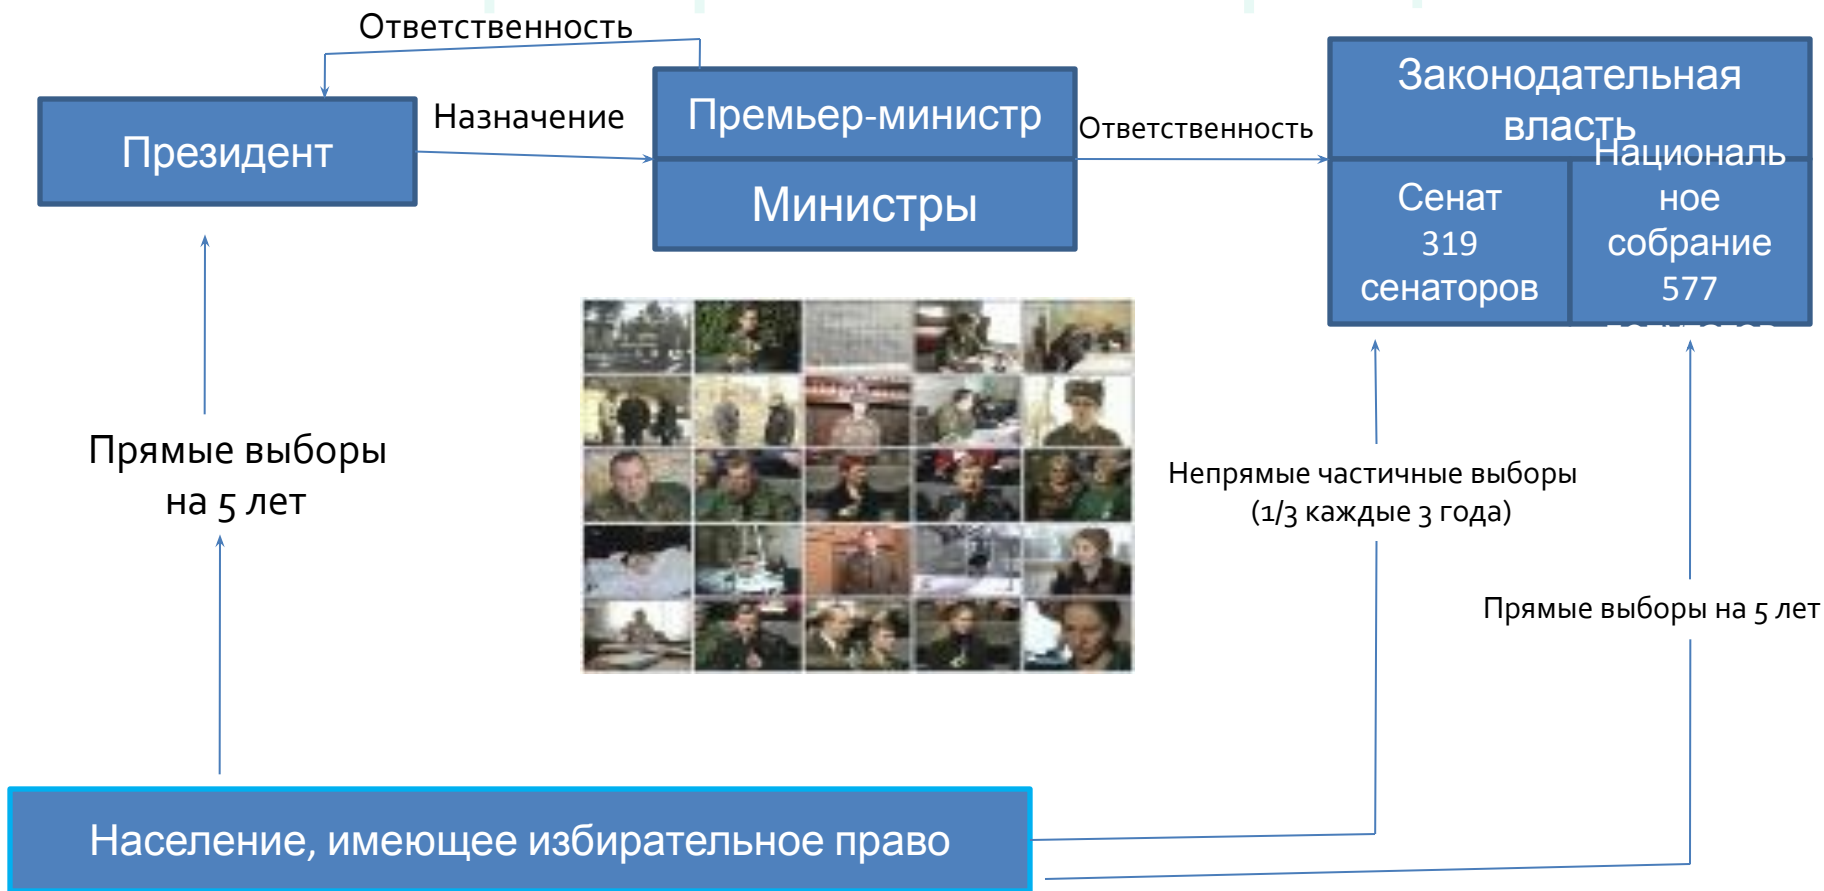 Ответственность
Президент
Назначение
Премьер-министр
Министры
Ответственность
Законодательная
власть
Сенат
319
сенаторов
Националь
ное
собрание
577
Прямые выборы
на 5 лет
Непрямые частичные выборы
(1/3 каждые 3 года)
Прямые выборы на 5 лет
Население, имеющее избирательное право